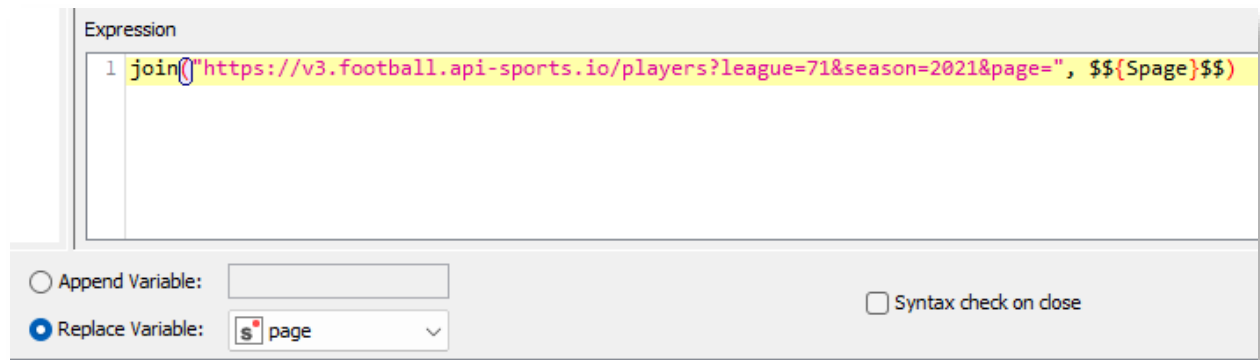 Expression
1 join("https://v3.football.api-sports.io/players?league=71&season=2021&page=", $${Spage}$$)
Append Variable:
Syntax check on close
Replace Variable: s page